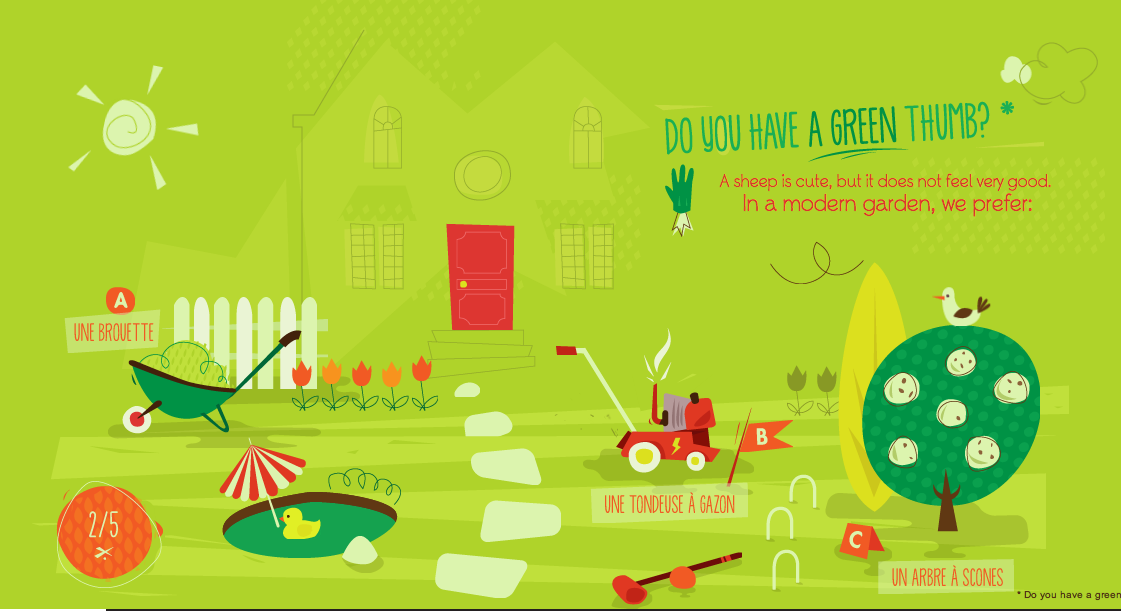 DO YOU HAVE A GREEN THUMB? *
A sheep is cute, but it does not feel very good.
In a modern garden, we prefer:
A
UNE BROUETTE
B
UNE TONDEUSE À GAZON
2/5
C
UN ARBRE À SCONES
* Do you have a green